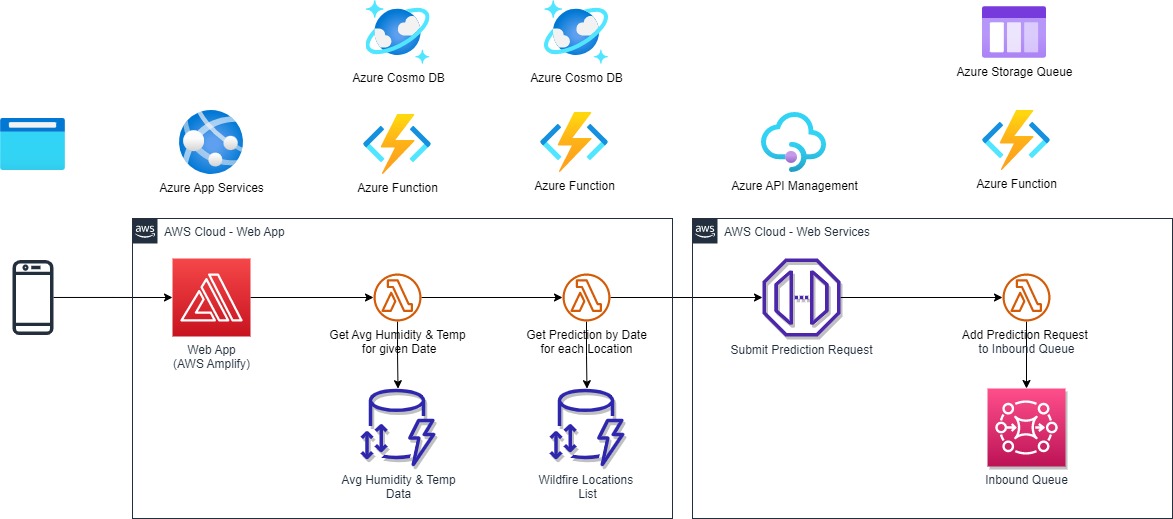 Azure Cosmo DB
Azure Cosmo DB
Azure Storage Queue
Azure App Services
Azure Function
Azure Function
Azure API Management
Azure Function
aws
AWS Cloud - Web App
aws
AWS Cloud - Web Services
Web App
(AWS Amplify)
Get Avg Humidity & Temp
for given Date
Get Prediction by Date
for each Location
Submit Prediction Request
Add Prediction Request
to Inbound Queue
Avg Humidity & Temp
Data
Wildfire Locations
List
Inbound Queue